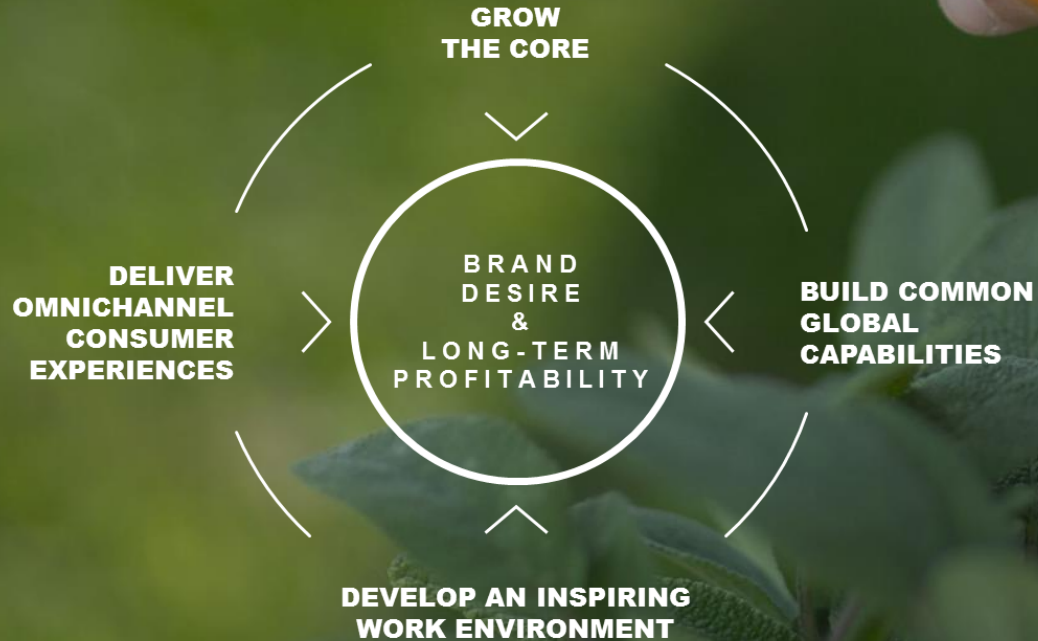 GROW
THE CORE
BRAND
DESIRE
&
LONG-TERM
PROFITABILITY
DELIVER
OMNICHANNEL
CONSUMER
EXPERIENCES
BUILD COMMON
GLOBAL
CAPABILITIES
DEVELOP AN INSPIRING
WORK ENVIRONMENT